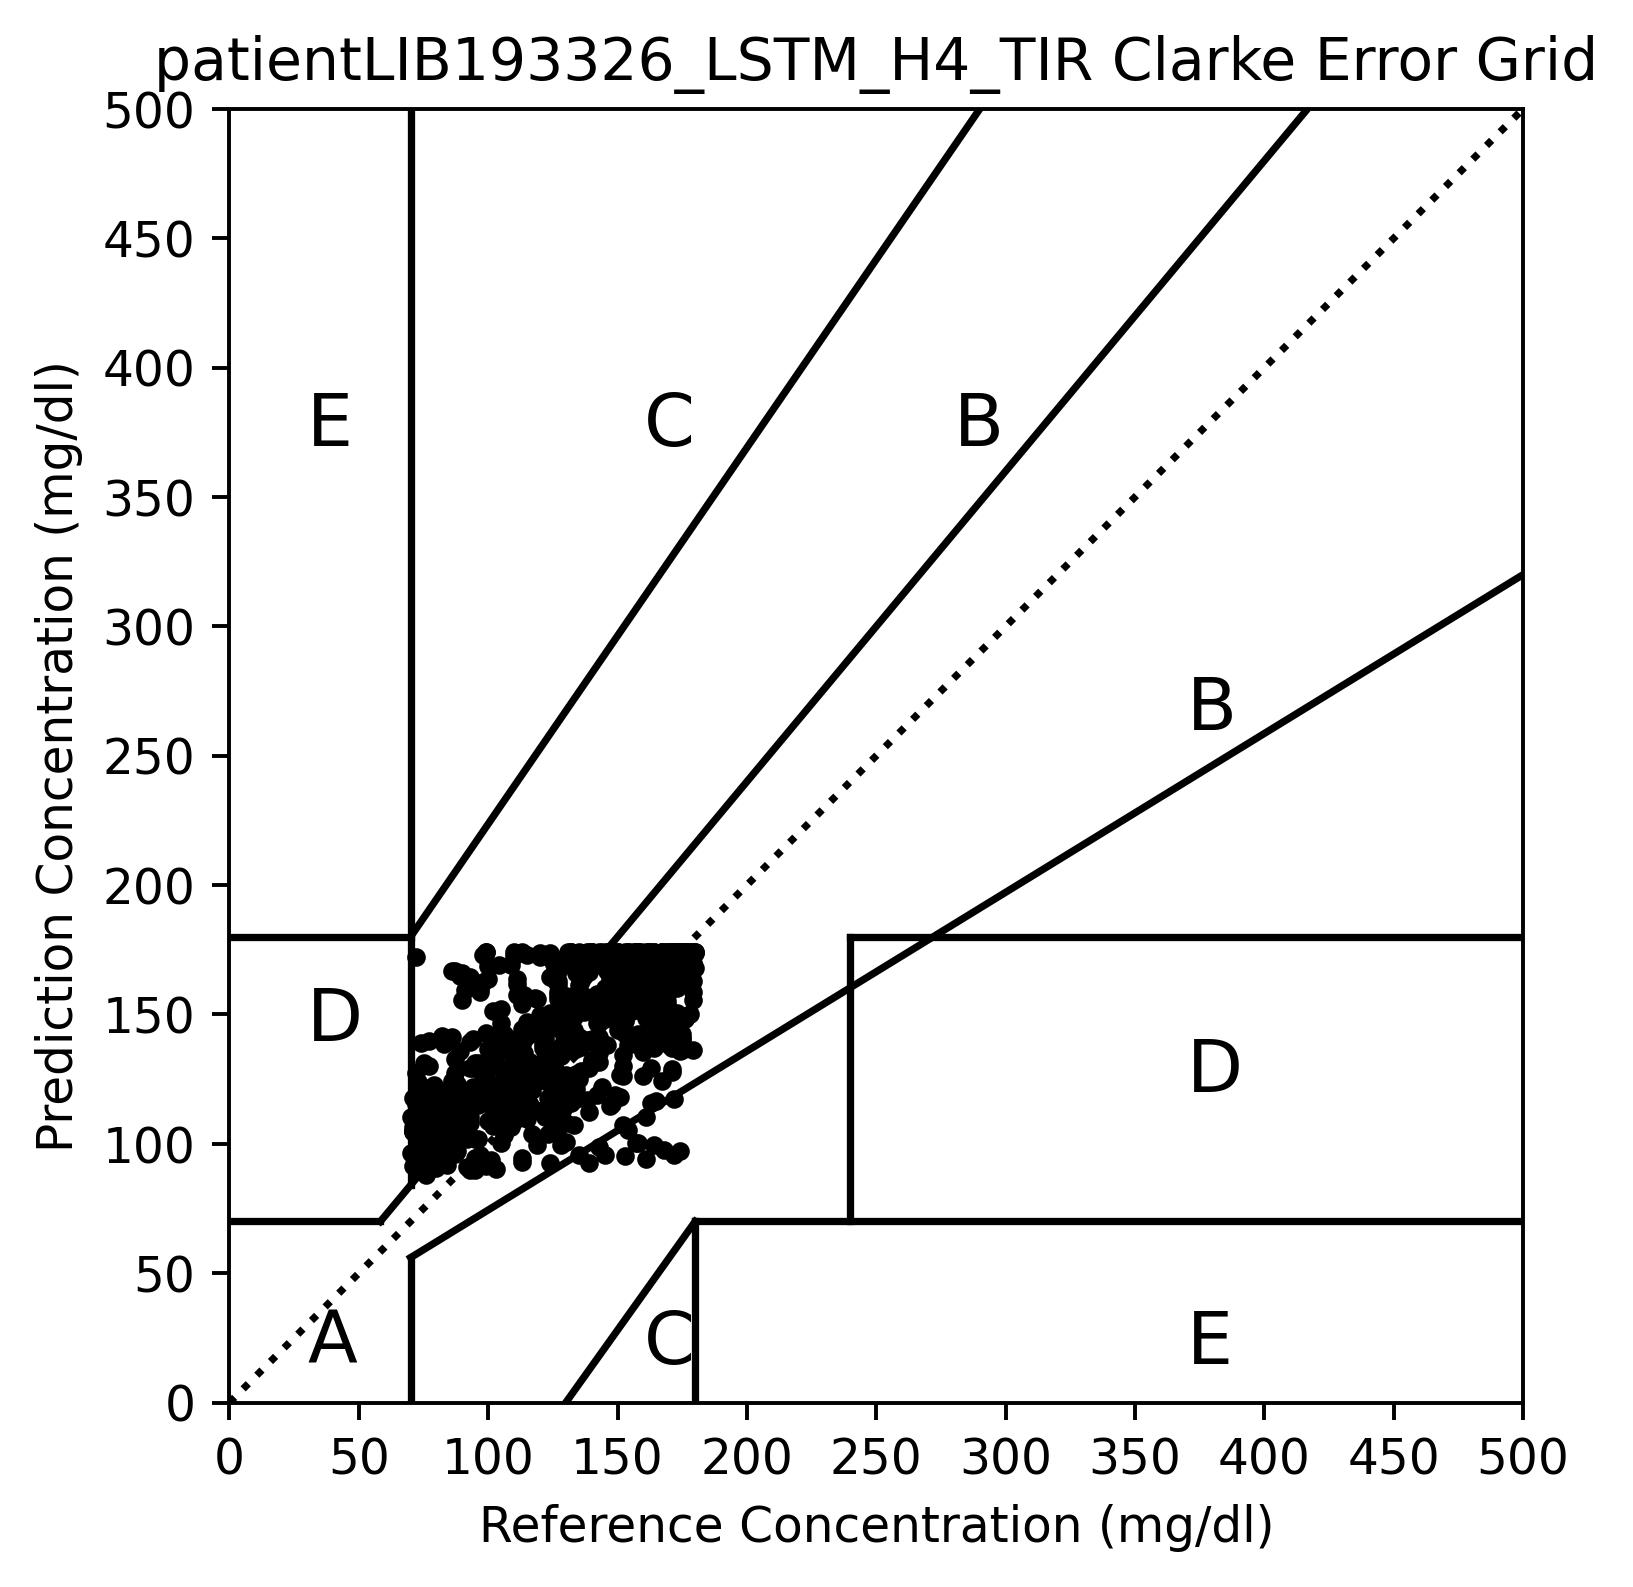 patientLIB193326_LSTM_H4_TIR Clarke Error Grid
Prediction Concentration (mg/dl)
500
450
400
350
300
250
200
150
100
50
0
E
C
B
B
D
D
A
C
E
0 50 100 150 200 250 300 350 400 450 500
Reference Concentration (mg/dl)